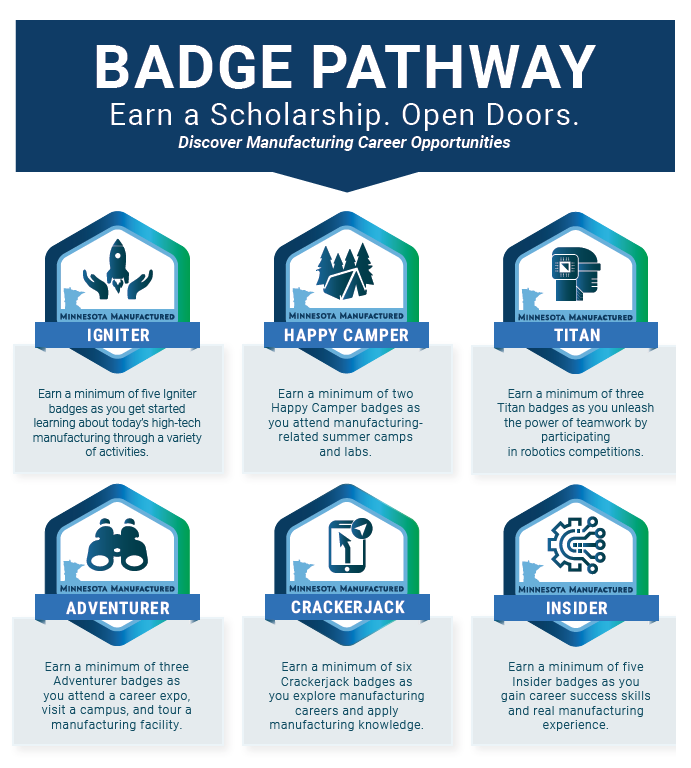 BADGE PATHWAY
Earn a Scholarship. Open Doors.
Discover Manufacturing Career Opportunities
MINNESOTA MANUFACTURED
IGNITER
Earn a minimum of five Igniter
badges as you get started
learning about today's high-tech
manufacturing through a variety
of activities.
MINNESOTA MANUFACTURED
HAPPY CAMPER
Earn a minimum of two
Happy Camper badges as
you attend manufacturing-
related summer camps
and labs.
MINNESOTA MANUFACTURED
TITAN
Earn a minimum of three
Titan badges as you unleash
the power of teamwork by
participating
in robotics competitions.
MINNESOTA MANUFACTURED
ADVENTURER
Earn a minimum of three
Adventurer badges as
you attend a career expo,
visit a campus, and tour a
manufacturing facility.
MINNESOTA MANUFACTURED
CRACKERJACK
Earn a minimum of six
Crackerjack badges as
you explore manufacturing
careers and apply
manufacturing knowledge.
MINNESOTA MANUFACTURED
INSIDER
Earn a minimum of five
Insider badges as you
gain career success skills
and real manufacturing
experience.